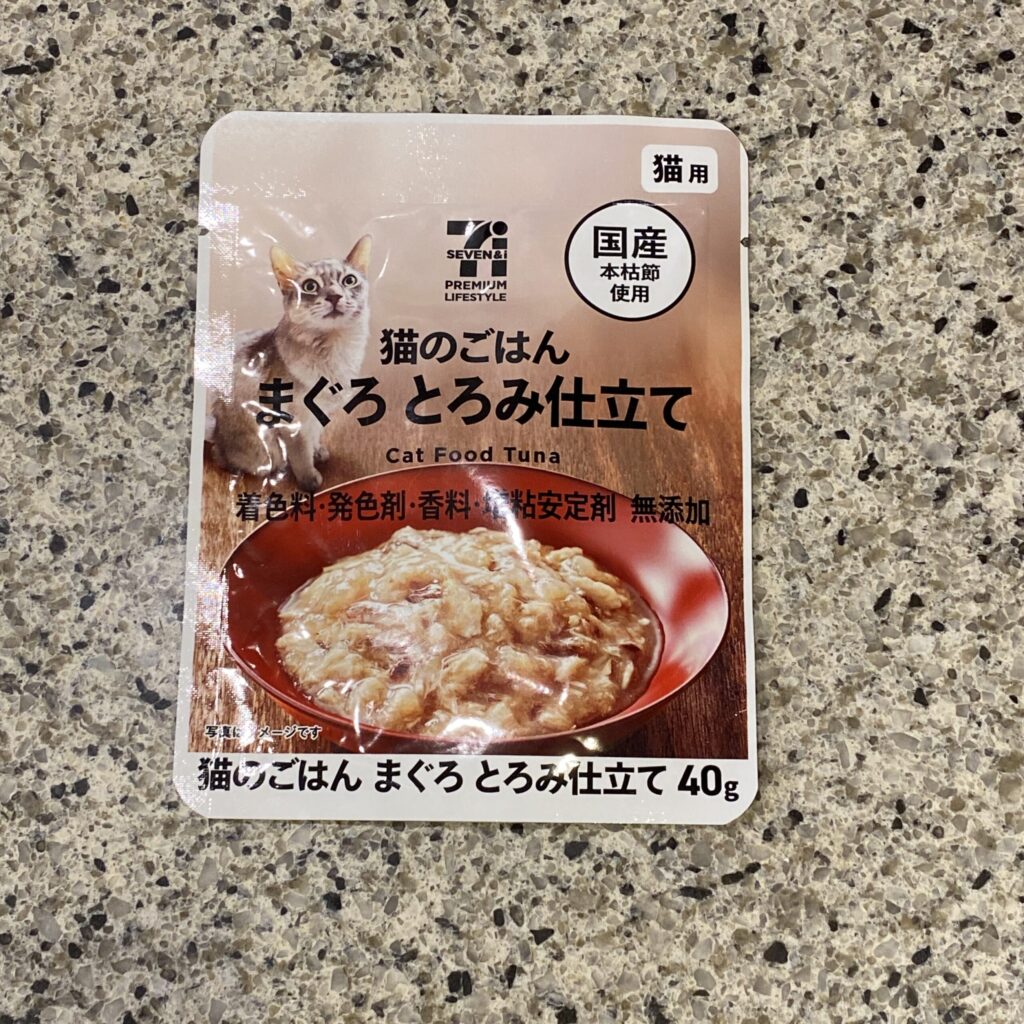 猫用
国産
本枯節
使用
7i
SEVEN&i
PREMIUM
LIFESTYLE
猫のごはん
まぐろ とろみ仕立て
Cat Food Tuna
着色料・発色剤・香料・増粘安定剤 無添加
写真はイメージです
猫のごはん まぐろ とろみ仕立て 40g